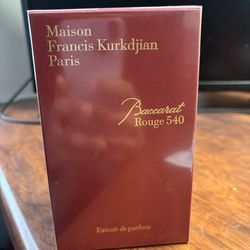 Maison
Francis Kurkdjian
Paris
Baccarat
Rouge 540
Extrait de parfum